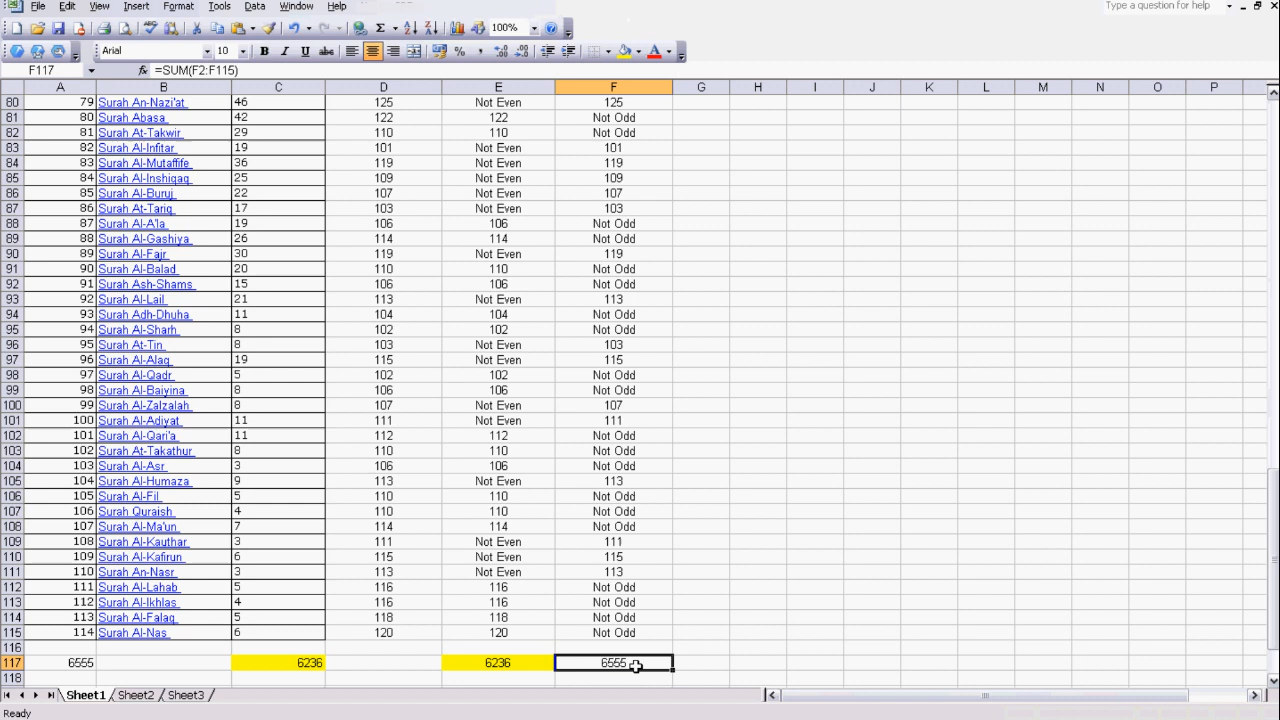 File Edit View Insert Format Tools Data Window Help Type a question for help
100%
Arial 10 B I U abc % ,
F117 fx =SUM(F2:F115)
A B C D E F G H I J K L M N O P
80 79 Surah An-Nazi'at 46 125 Not Even 125
81 80 Surah Abasa 42 122 122 Not Odd
82 81 Surah At-Takwir 29 110 110 Not Odd
83 82 Surah Al-Infitar 19 101 Not Even 101
84 83 Surah Al-Mutaffife 36 119 Not Even 119
85 84 Surah Al-Inshiqaq 25 109 Not Even 109
86 85 Surah Al-Buruj 22 107 Not Even 107
87 86 Surah At-Tariq 17 103 Not Even 103
88 87 Surah Al-A'la 19 106 106 Not Odd
89 88 Surah Al-Gashiya 26 114 114 Not Odd
90 89 Surah Al-Fajr 30 119 Not Even 119
91 90 Surah Al-Balad 20 110 110 Not Odd
92 91 Surah Ash-Shams 15 106 106 Not Odd
93 92 Surah Al-Lail 21 113 Not Even 113
94 93 Surah Adh-Dhuha 11 104 104 Not Odd
95 94 Surah Al-Sharh 8 102 102 Not Odd
96 95 Surah At-Tin 8 103 Not Even 103
97 96 Surah Al-Alaq 19 115 Not Even 115
98 97 Surah Al-Qadr 5 102 102 Not Odd
99 98 Surah Al-Baiyina 8 106 106 Not Odd
100 99 Surah Al-Zalzalah 8 107 Not Even 107
101 100 Surah Al-Adiyat 11 111 Not Even 111
102 101 Surah Al-Qari'a 11 112 112 Not Odd
103 102 Surah At-Takathur 8 110 110 Not Odd
104 103 Surah Al-Asr 3 106 106 Not Odd
105 104 Surah Al-Humaza 9 113 Not Even 113
106 105 Surah Al-Fil 5 110 110 Not Odd
107 106 Surah Quraish 4 110 110 Not Odd
108 107 Surah Al-Ma'un 7 114 114 Not Odd
109 108 Surah Al-Kauthar 3 111 Not Even 111
110 109 Surah Al-Kafirun 6 115 Not Even 115
111 110 Surah An-Nasr 3 113 Not Even 113
112 111 Surah Al-Lahab 5 116 116 Not Odd
113 112 Surah Al-Ikhlas 4 116 116 Not Odd
114 113 Surah Al-Falaq 5 118 118 Not Odd
115 114 Surah Al-Nas 6 120 120 Not Odd
116
117 6555 6236 6236 6555
118
Sheet1 Sheet2 Sheet3
Ready